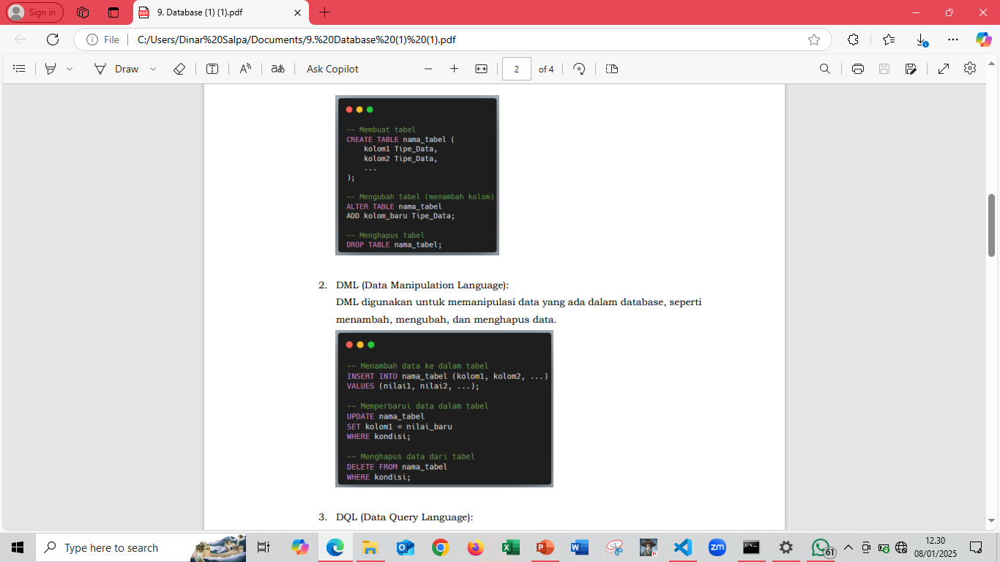 Sign in
9. Database (1) (1).pdf
File
C:/Users/Dinar%20Salpa/Documents/9.%20Database%20(1)%20(1).pdf
Draw
Ask Copilot
2 of 4
-- Membuat tabel
CREATE TABLE nama_tabel (
kolom1 Tipe_Data,
kolom2 Tipe_Data,
...
);
-- Mengubah tabel (menambah kolom)
ALTER TABLE nama_tabel
ADD kolom_baru Tipe_Data;
-- Menghapus tabel
DROP TABLE nama_tabel;
2. DML (Data Manipulation Language):
DML digunakan untuk memanipulasi data yang ada dalam database, seperti
menambah, mengubah, dan menghapus data.
-- Menambah data ke dalam tabel
INSERT INTO nama_tabel (kolom1, kolom2, ...)
VALUES (nilai1, nilai2, ...);
-- Memperbarui data dalam tabel
UPDATE nama_tabel
SET kolom1 = nilai_baru
WHERE kondisi;
-- Menghapus data dari tabel
DELETE FROM nama_tabel
WHERE kondisi;
3. DQL (Data Query Language):
Type here to search
zm
61
12.30
08/01/2025